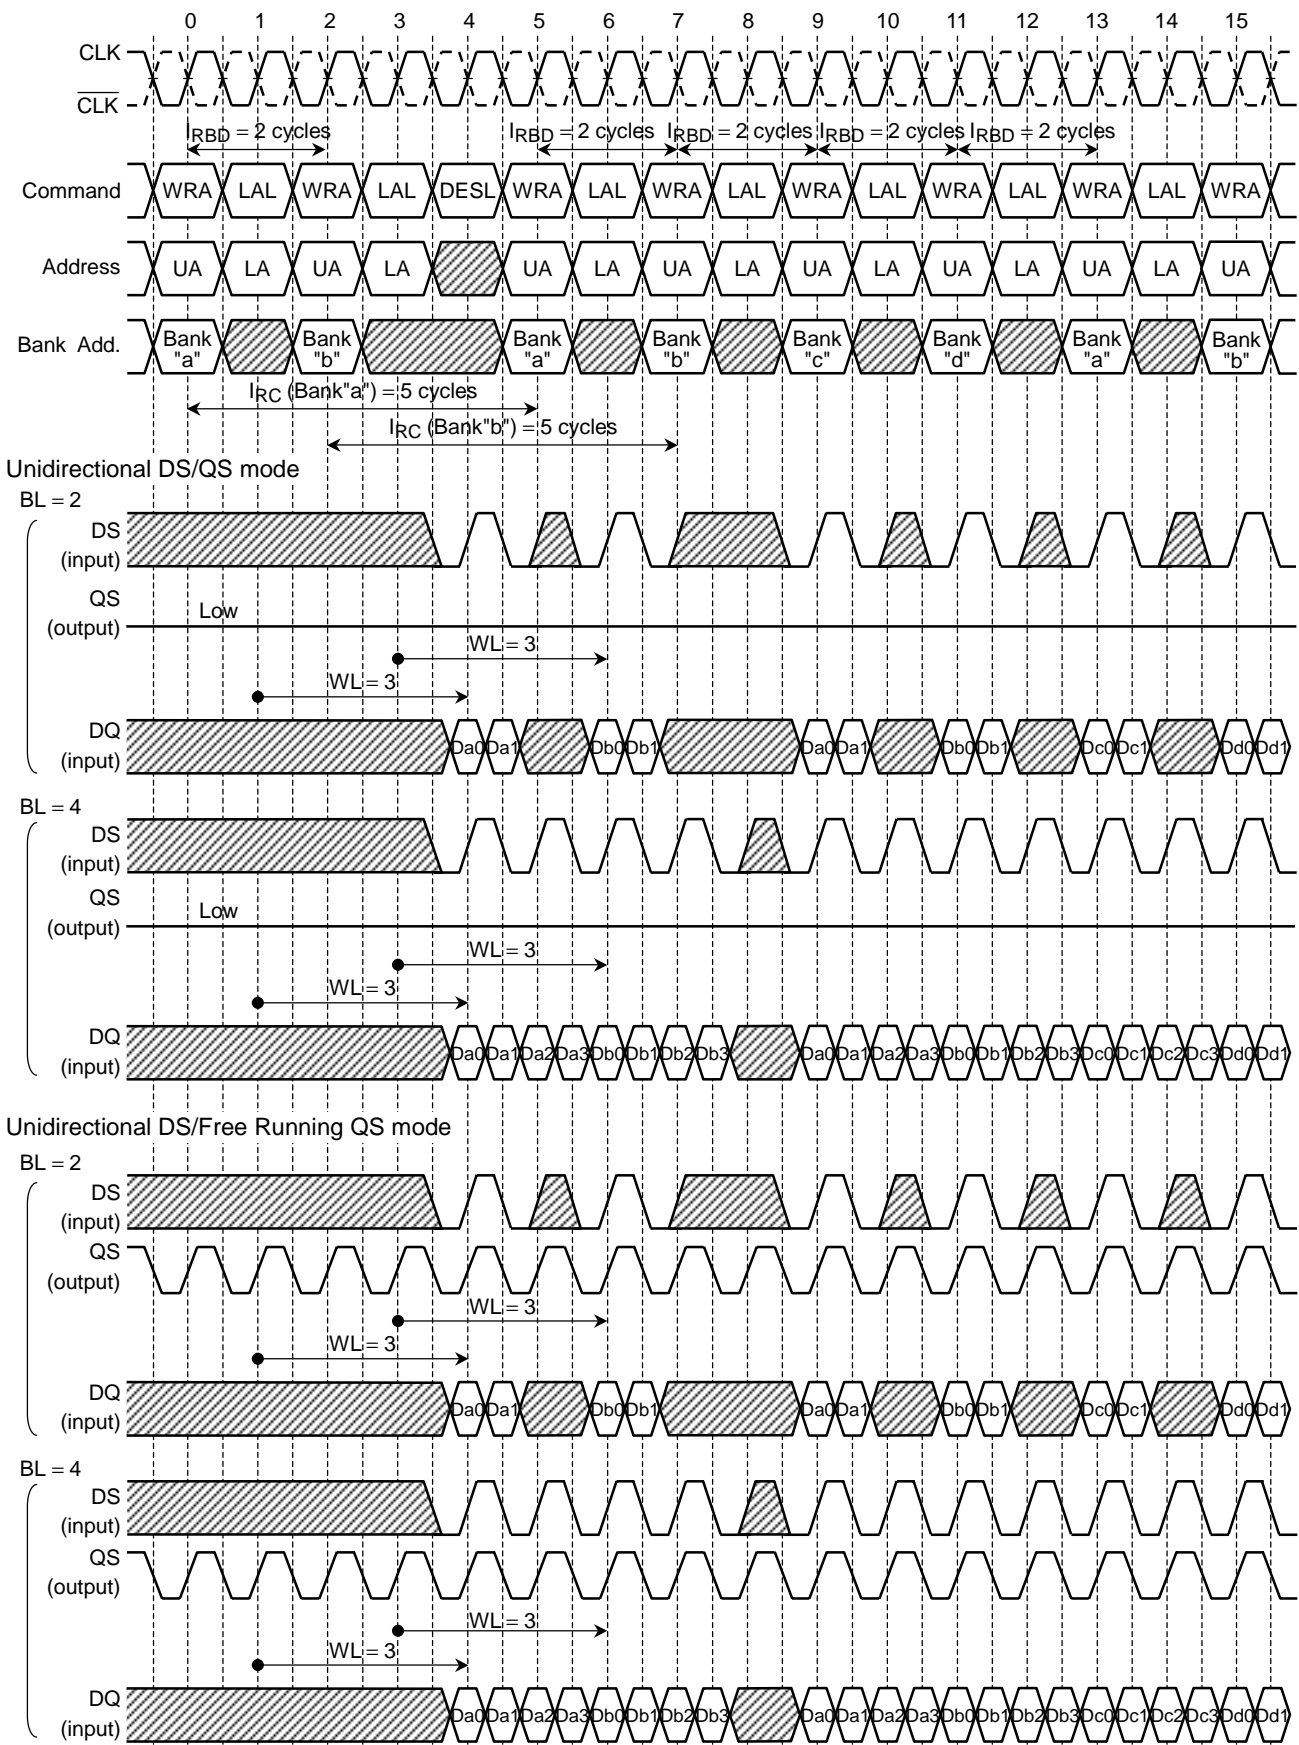 0 1 2 3 4 5 6 7 8 9 10 11 12 13 14 15
CLK
CLK
IRBD = 2 cycles IRBD = 2 cycles IRBD = 2 cycles IRBD = 2 cycles IRBD = 2 cycles
Command WRA LAL WRA LAL DESL WRA LAL WRA LAL WRA LAL WRA LAL WRA LAL WRA
Address UA LA UA LA UA LA UA LA UA LA UA LA UA LA UA
Bank Add. Bank "a" Bank "b" Bank "a" Bank "b" Bank "c" Bank "d" Bank "a" Bank "b"
IRC (Bank"a") = 5 cycles
IRC (Bank"b") = 5 cycles
Unidirectional DS/QS mode
BL = 2
DS
(input)
QS
Low
(output)
WL = 3
WL = 3
DQ
(input) Da0 Da1 Db0 Db1 Da0 Da1 Db0 Db1 Dc0 Dc1 Dd0 Dd1
BL = 4
DS
(input)
QS
Low
(output)
WL = 3
WL = 3
DQ
(input) Da0 Da1 Da2 Da3 Db0 Db1 Db2 Db3 Da0 Da1 Da2 Da3 Db0 Db1 Db2 Db3 Dc0 Dc1 Dc2 Dc3 Dd0 Dd1
Unidirectional DS/Free Running QS mode
BL = 2
DS
(input)
QS
(output)
WL = 3
WL = 3
DQ
(input) Da0 Da1 Db0 Db1 Da0 Da1 Db0 Db1 Dc0 Dc1 Dd0 Dd1
BL = 4
DS
(input)
QS
(output)
WL = 3
WL = 3
DQ
(input) Da0 Da1 Da2 Da3 Db0 Db1 Db2 Db3 Da0 Da1 Da2 Da3 Db0 Db1 Db2 Db3 Dc0 Dc1 Dc2 Dc3 Dd0 Dd1